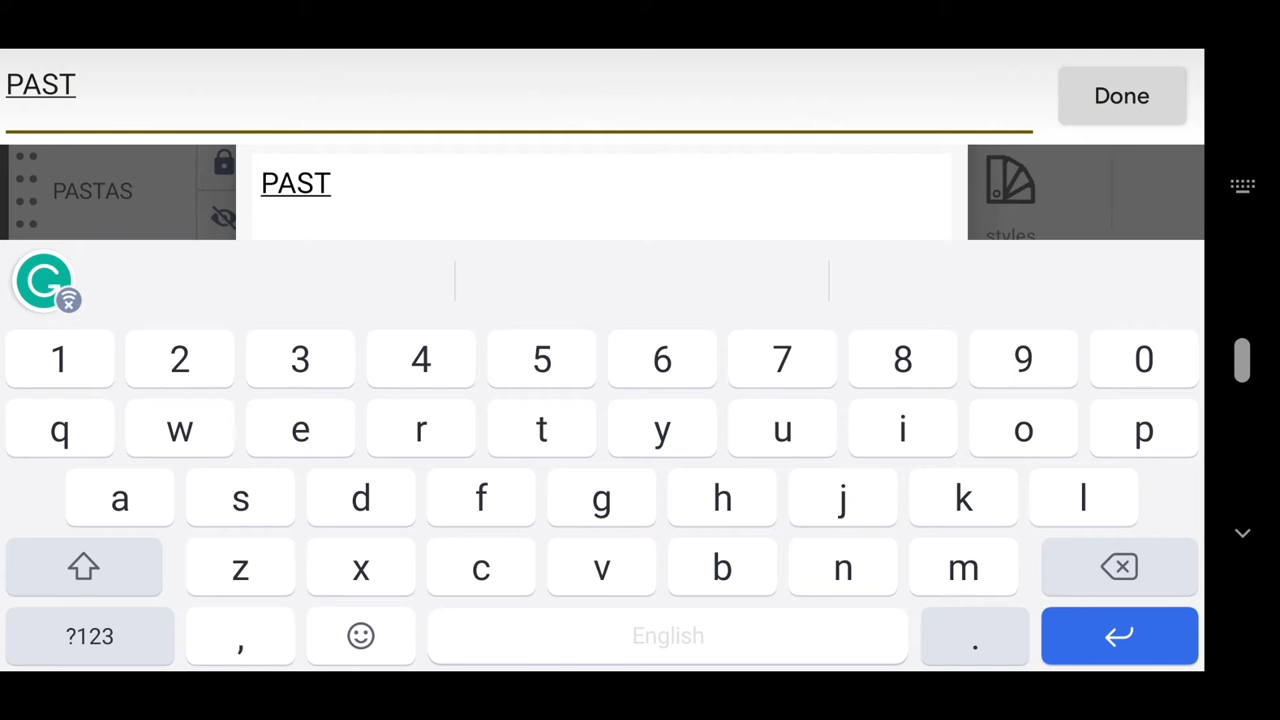 PAST
Done
PASTAS
PAST
styles
1 2 3 4 5 6 7 8 9 0
q w e r t y u i o p
a s d f g h j k l
z x c v b n m
?123 , English .